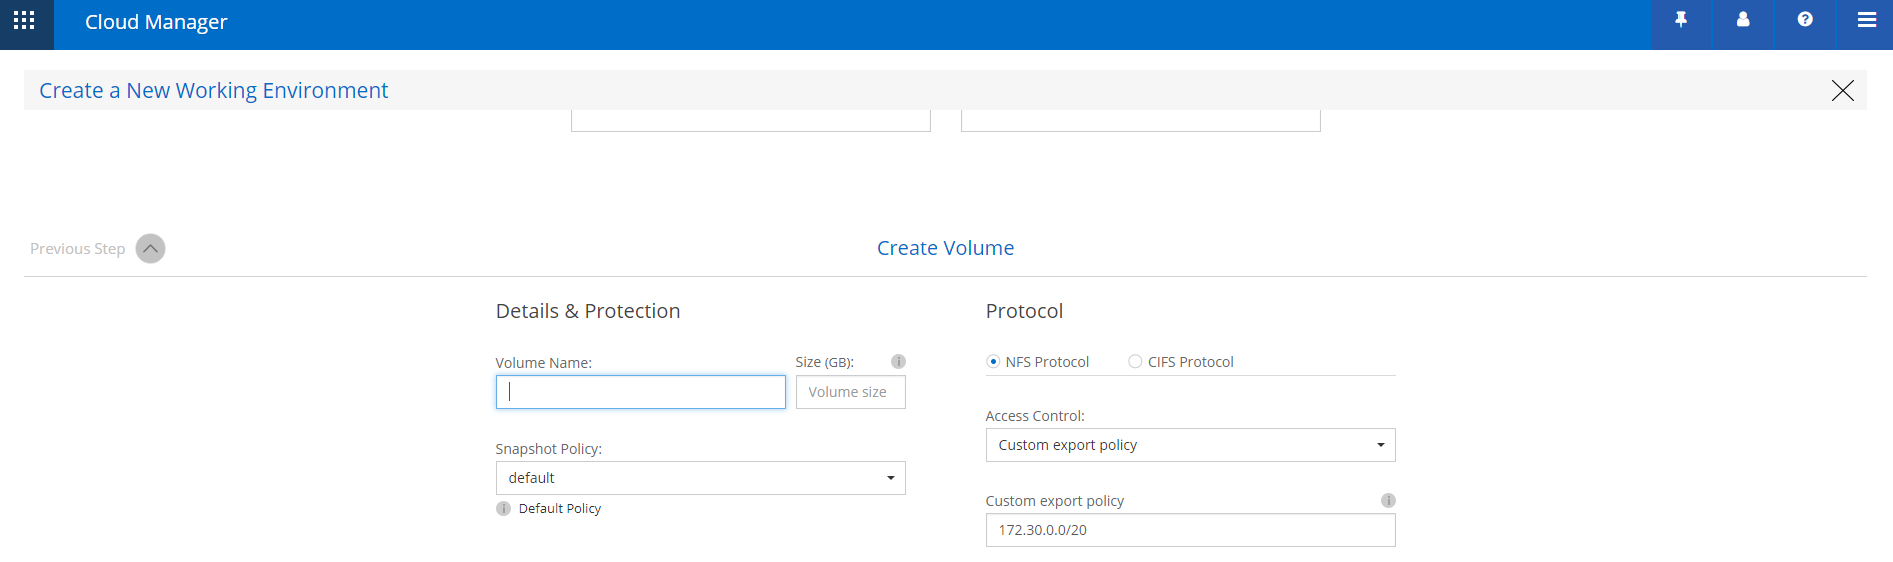 Cloud Manager
Create a New Working Environment
Previous Step
Create Volume
Details & Protection
Volume Name:
Size (GB):
Volume size
Snapshot Policy:
default
Default Policy
Protocol
NFS Protocol
CIFS Protocol
Access Control:
Custom export policy
Custom export policy
172.30.0.0/20